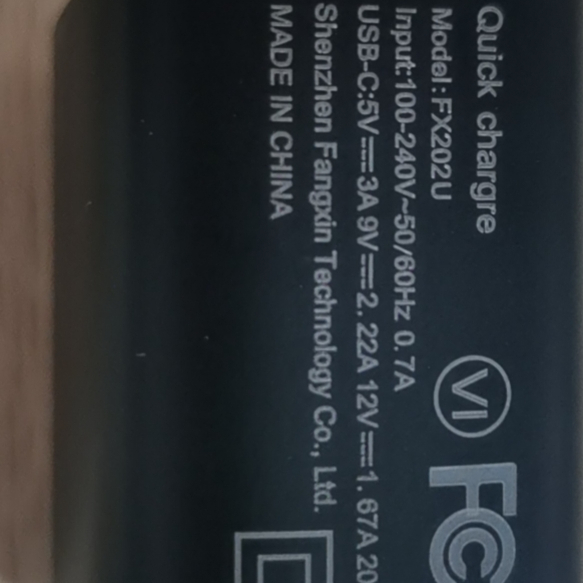 Quick chargre
Model:FX202U
Input:100-240V~50/60Hz 0.7A
USB-C:5V⎓3A 9V⎓2.22A 12V⎓1.67A 20
Shenzhen Fangxin Technology Co., Ltd.
MADE IN CHINA
VI
FC